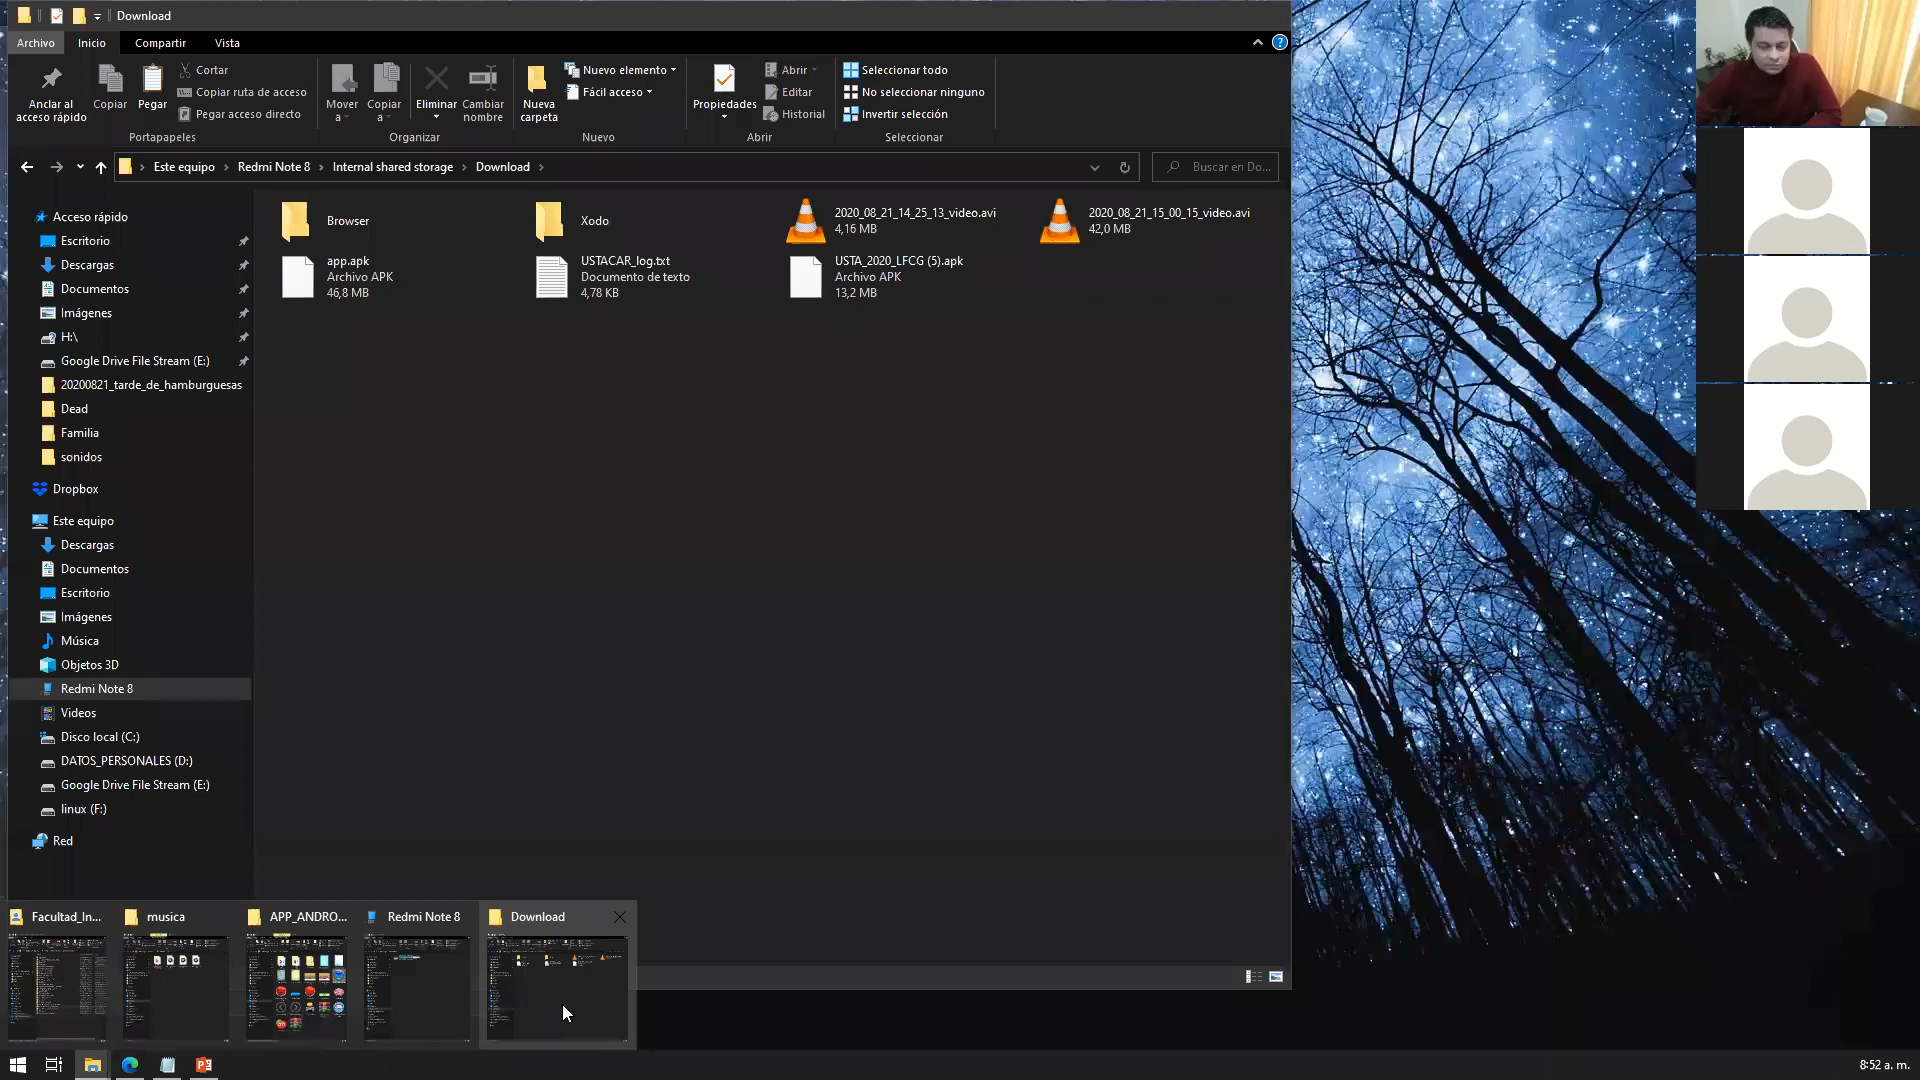 Download
Archivo
Inicio
Compartir
Vista
Anclar al acceso rápido
Copiar
Pegar
Cortar
Copiar ruta de acceso
Pegar acceso directo
Portapapeles
Mover a
Copiar a
Eliminar
Cambiar nombre
Organizar
Nueva carpeta
Nuevo elemento
Fácil acceso
Nuevo
Propiedades
Abrir
Editar
Historial
Abrir
Seleccionar todo
No seleccionar ninguno
Invertir selección
Seleccionar
Este equipo > Redmi Note 8 > Internal shared storage > Download >
Buscar en Do...
Acceso rápido
Escritorio
Descargas
Documentos
Imágenes
H:\
Google Drive File Stream (E:)
20200821_tarde_de_hamburguesas
Dead
Familia
sonidos
Dropbox
Este equipo
Descargas
Documentos
Escritorio
Imágenes
Música
Objetos 3D
Redmi Note 8
Videos
Disco local (C:)
DATOS_PERSONALES (D:)
Google Drive File Stream (E:)
linux (F:)
Red
Browser
Xodo
2020_08_21_14_25_13_video.avi
4,16 MB
2020_08_21_15_00_15_video.avi
42,0 MB
app.apk
Archivo APK
46,8 MB
USTACAR_log.txt
Documento de texto
4,78 KB
USTA_2020_LFCG (5).apk
Archivo APK
13,2 MB
Facultad_In...
musica
APP_ANDRO...
Redmi Note 8
Download
8:52 a. m.